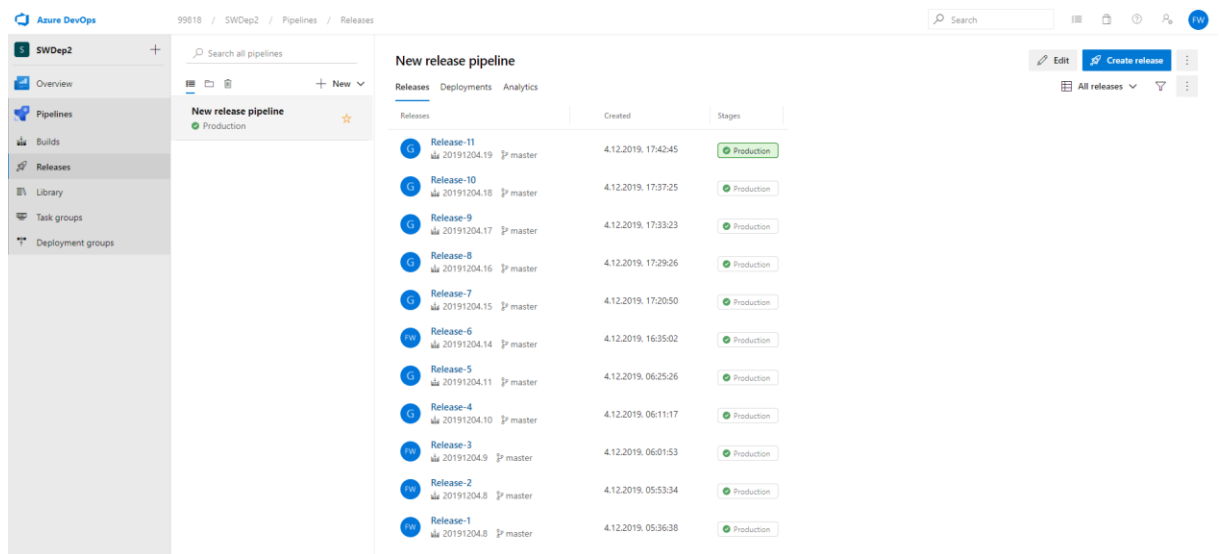 Azure DevOps
99818 / SWDep2 / Pipelines / Releases
Search
FW
S SWDep2
Overview
Pipelines
Builds
Releases
Library
Task groups
Deployment groups
Search all pipelines
New
New release pipeline
Production
New release pipeline
Edit
Create release
Releases Deployments Analytics
All releases
Releases Created Stages
G Release-11 4.12.2019. 17:42:45 Production
20191204.19 master
G Release-10 4.12.2019. 17:37:25 Production
20191204.18 master
G Release-9 4.12.2019. 17:33:23 Production
20191204.17 master
G Release-8 4.12.2019. 17:29:26 Production
20191204.16 master
G Release-7 4.12.2019. 17:20:50 Production
20191204.15 master
FW Release-6 4.12.2019. 16:35:02 Production
20191204.14 master
G Release-5 4.12.2019. 06:25:26 Production
20191204.11 master
G Release-4 4.12.2019. 06:11:17 Production
20191204.10 master
FW Release-3 4.12.2019. 06:01:53 Production
20191204.9 master
FW Release-2 4.12.2019. 05:53:34 Production
20191204.8 master
FW Release-1 4.12.2019. 05:36:38 Production
20191204.8 master